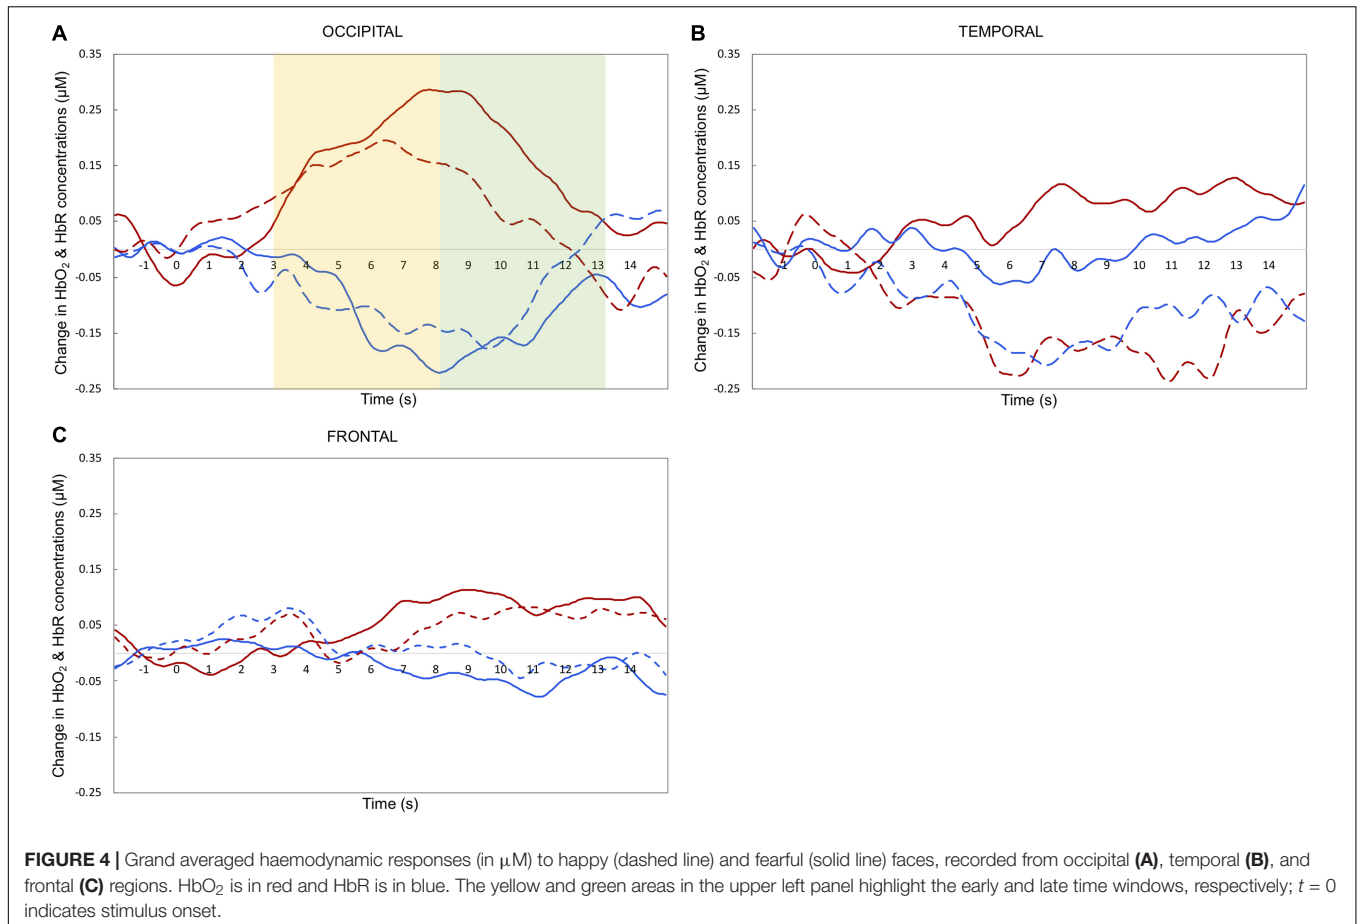 A
OCCIPITAL
Change in HbO2 & HbR concentrations (µM)
0.35
0.25
0.15
0.05
-0.05
-0.15
-0.25
-1 0 1 2 3 4 5 6 7 8 9 10 11 12 13 14
Time (s)
B
TEMPORAL
Change in HbO2 & HbR concentrations (µM)
0.35
0.25
0.15
0.05
-0.05
-0.15
-0.25
-1 0 1 2 3 4 5 6 7 8 9 10 11 12 13 14
Time (s)
C
FRONTAL
Change in HbO2 & HbR concentrations (µM)
0.35
0.25
0.15
0.05
-0.05
-0.15
-0.25
-1 0 1 2 3 4 5 6 7 8 9 10 11 12 13 14
Time (s)
FIGURE 4 | Grand averaged haemodynamic responses (in µM) to happy (dashed line) and fearful (solid line) faces, recorded from occipital (A), temporal (B), and
frontal (C) regions. HbO2 is in red and HbR is in blue. The yellow and green areas in the upper left panel highlight the early and late time windows, respectively; t = 0
indicates stimulus onset.